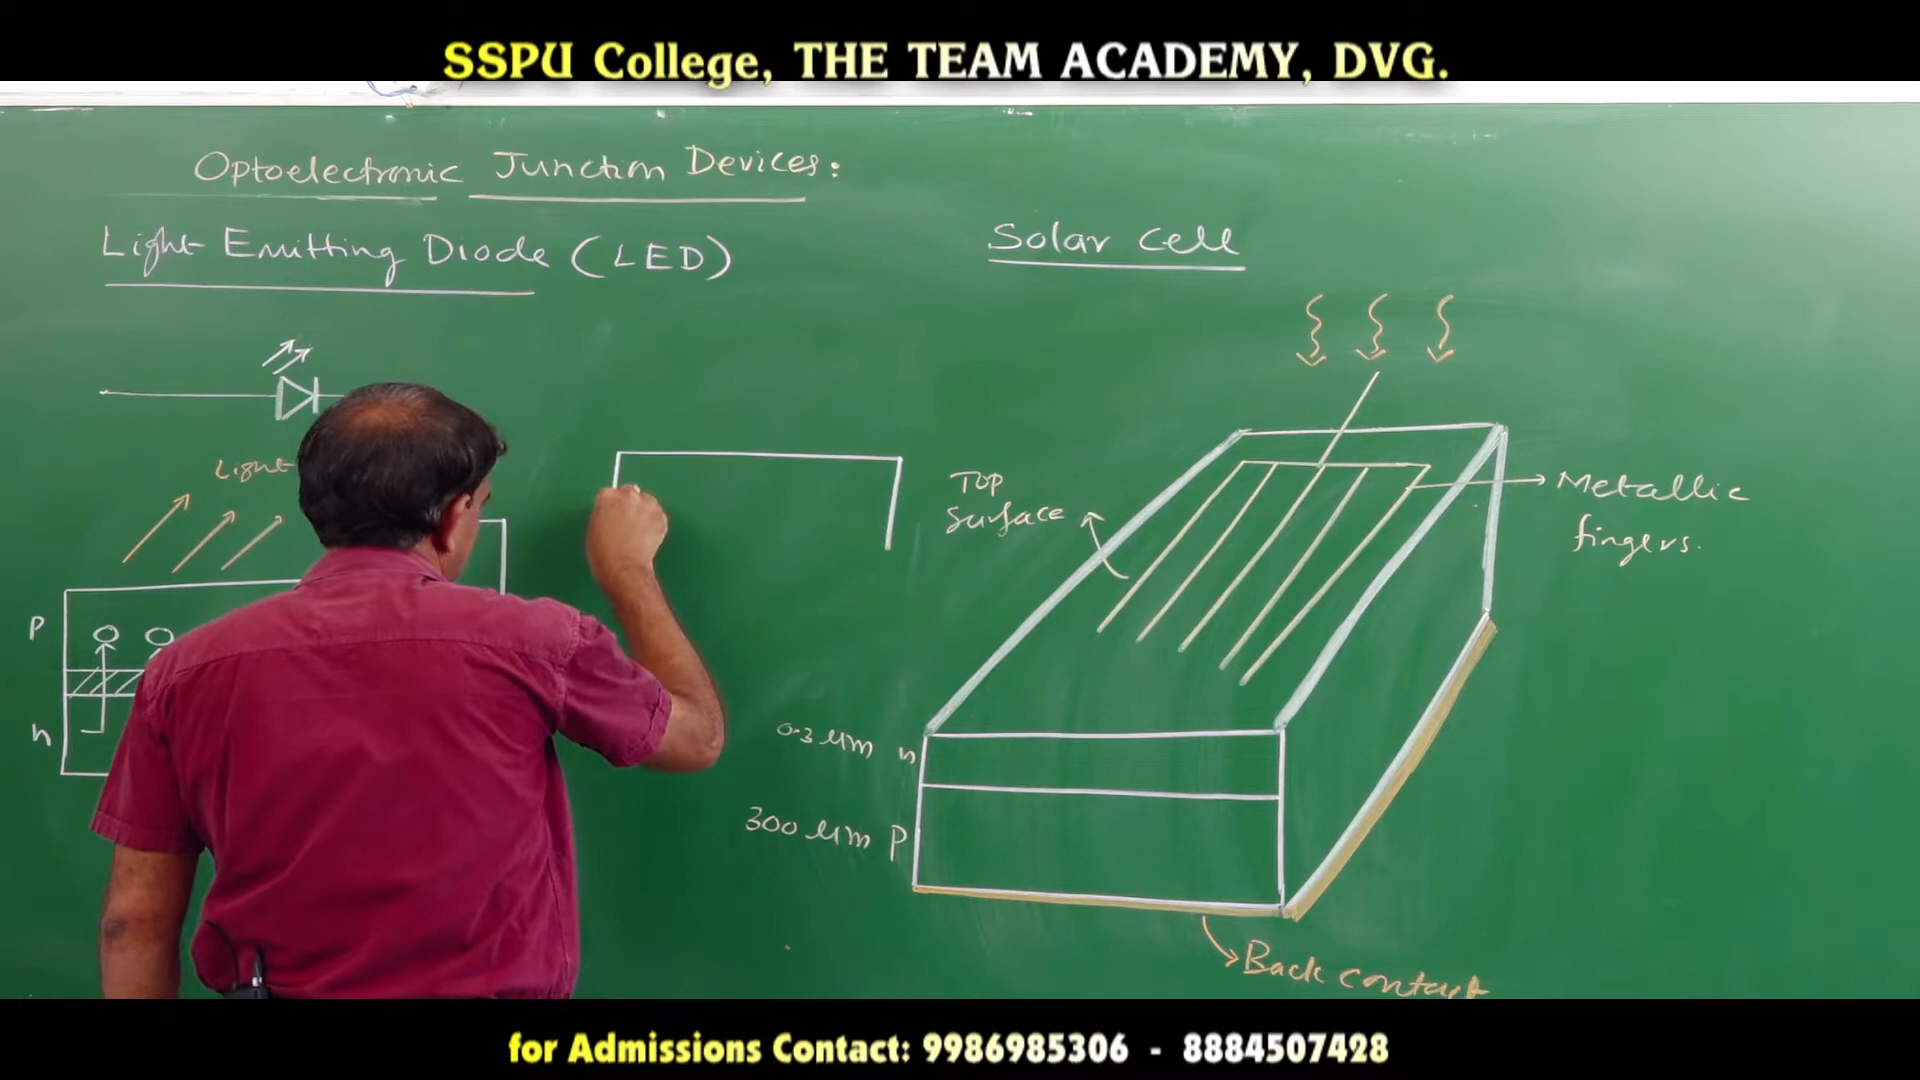 SSPU College, THE TEAM ACADEMY, DVG.
Optoelectronic Junction Devices:
Light Emitting Diode (LED)
Solar Cell
Light
Top
Surface
Metallic
fingers.
P
n
0.3 μm n
300 μm P
Back contact
for Admissions Contact: 9986985306 - 8884507428